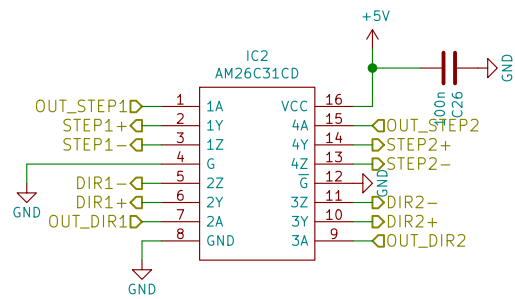 +5V
IC2
AM26C31CD
GND
100n
C26
OUT_STEP1 1 1A VCC 16
STEP1+ 2 1Y 4A 15 OUT_STEP2
STEP1- 3 1Z 4Y 14 STEP2+
4 G 4Z 13 STEP2-
DIR1- 5 2Z G 12 GND
GND
DIR1+ 6 2Y 3Z 11 DIR2-
OUT_DIR1 7 2A 3Y 10 DIR2+
8 GND 3A 9 OUT_DIR2
GND